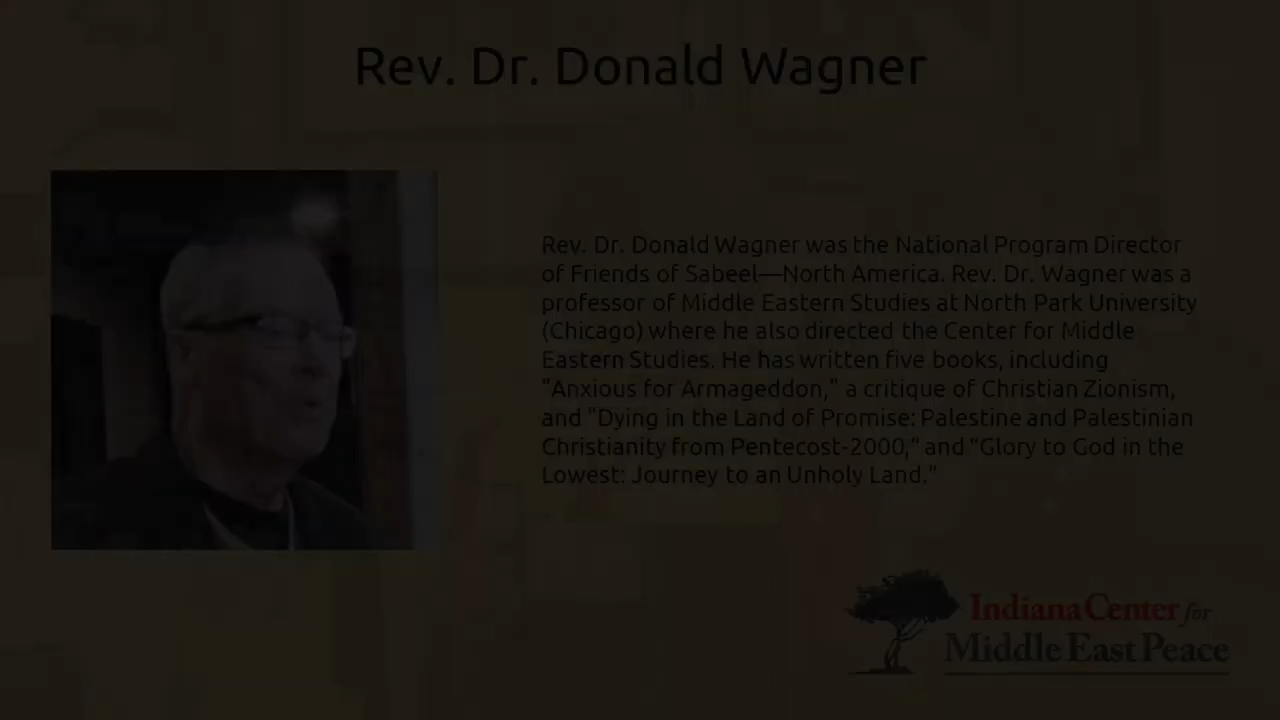 Rev. Dr. Donald Wagner
Rev. Dr. Donald Wagner was the National Program Director
of Friends of Sabeel—North America. Rev. Dr. Wagner was a
professor of Middle Eastern Studies at North Park University
(Chicago) where he also directed the Center for Middle
Eastern Studies. He has written five books, including
"Anxious for Armageddon," a critique of Christian Zionism,
and "Dying in the Land of Promise: Palestine and Palestinian
Christianity from Pentecost-2000," and "Glory to God in the
Lowest: Journey to an Unholy Land."
Indiana Center for
Middle East Peace